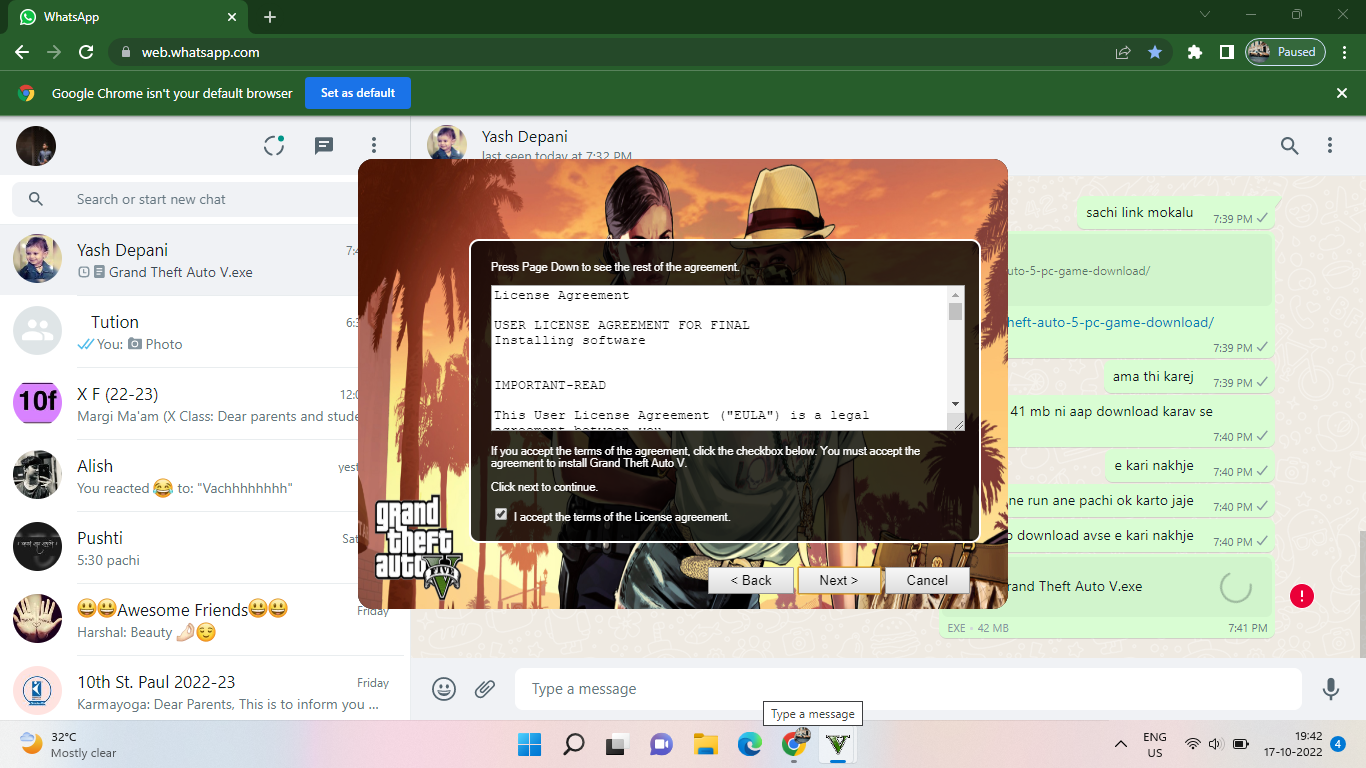 WhatsApp
web.whatsapp.com
Paused
Google Chrome isn't your default browser
Set as default
Yash Depani
last seen today at 7:32 PM
Search or start new chat
Yash Depani
7:4
Grand Theft Auto V.exe
Tution
6:3
You: Photo
10f
X F (22-23)
12:0
Margi Ma'am (X Class: Dear parents and stude
Alish
yest
You reacted 😂 to: "Vachhhhhhhh"
Pushti
Sat
5:30 pachi
😃😃Awesome Friends😃😃
Friday
Harshal: Beauty 🤌🏻😌
10th St. Paul 2022-23
Friday
Karmayoga: Dear Parents, This is to inform you ...
Press Page Down to see the rest of the agreement.
License Agreement
USER LICENSE AGREEMENT FOR FINAL
Installing software
IMPORTANT-READ
This User License Agreement ("EULA") is a legal
agreement between you
If you accept the terms of the agreement, click the checkbox below. You must accept the
agreement to install Grand Theft Auto V.
Click next to continue.
I accept the terms of the License agreement.
grand
theft
auto
FIVE
< Back
Next >
Cancel
sachi link mokalu
7:39 PM
uto-5-pc-game-download/
heft-auto-5-pc-game-download/
7:39 PM
ama thi karej
7:39 PM
41 mb ni aap download karav se
7:40 PM
e kari nakhje
7:40 PM
ne run ane pachi ok karto jaje
7:40 PM
download avse e kari nakhje
7:40 PM
rand Theft Auto V.exe
EXE • 42 MB
7:41 PM
Type a message
Type a message
32°C
Mostly clear
ENG
US
19:42
17-10-2022
4